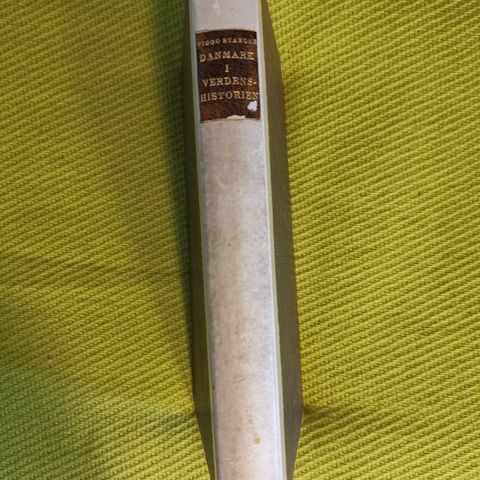 VIGGO STARCKE
DANMARK
I
VERDENS-
HISTORIEN